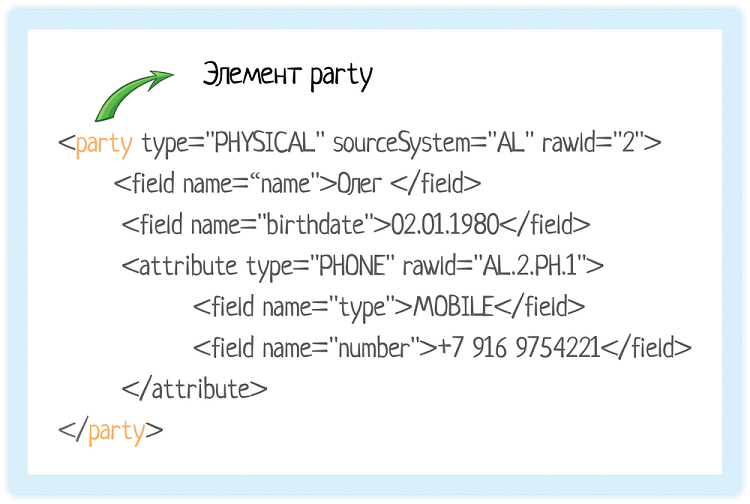 Элемент party
<party type="PHYSICAL" sourceSystem="AL" rawId="2">
<field name=“name">Олег </field>
<field name="birthdate">02.01.1980</field>
<attribute type="PHONE" rawId="AL.2.PH.1">
<field name="type">MOBILE</field>
<field name="number">+7 916 9754221</field>
</attribute>
</party>